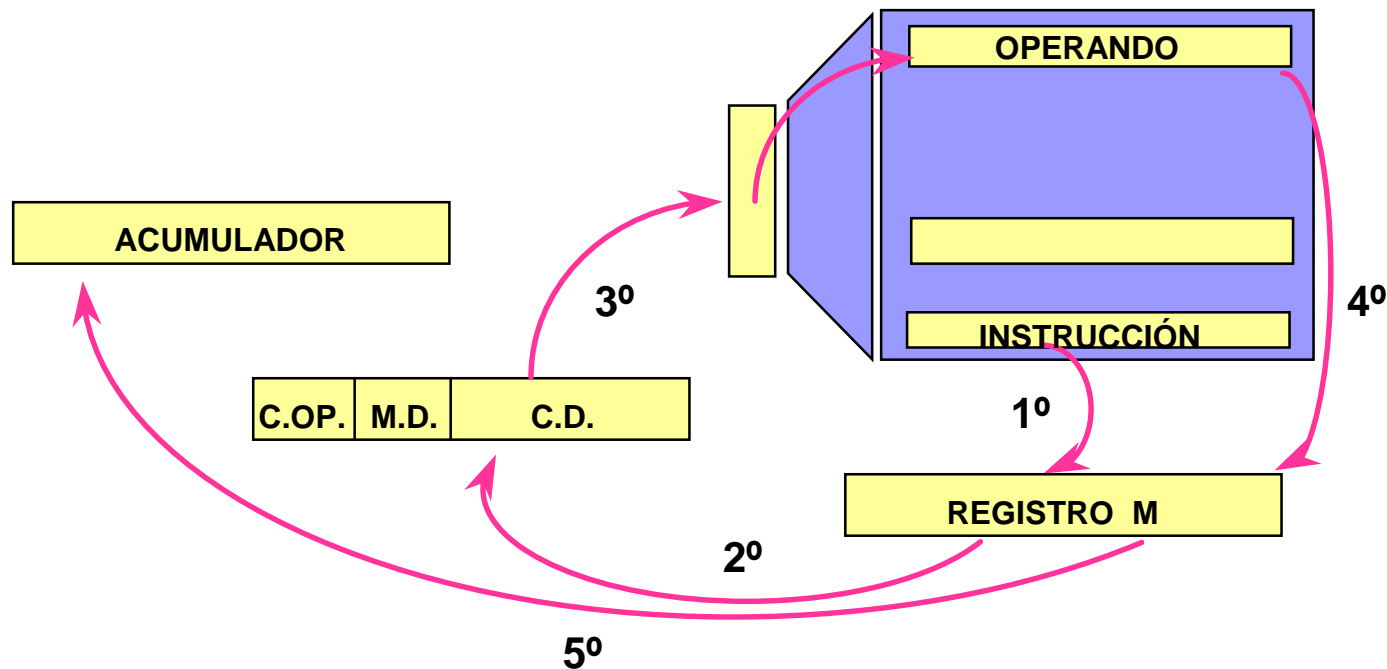 OPERANDO
ACUMULADOR
3º
4º
INSTRUCCIÓN
C.OP. M.D. C.D.
1º
REGISTRO M
2º
5º